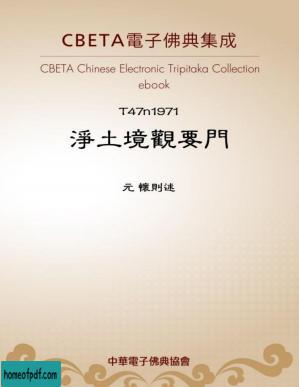 CBETA電子佛典集成
CBETA Chinese Electronic Tripitaka Collection
ebook
T47n1971
淨土境觀要門
元 懷則述
中華電子佛典協會
homeofpdf.com